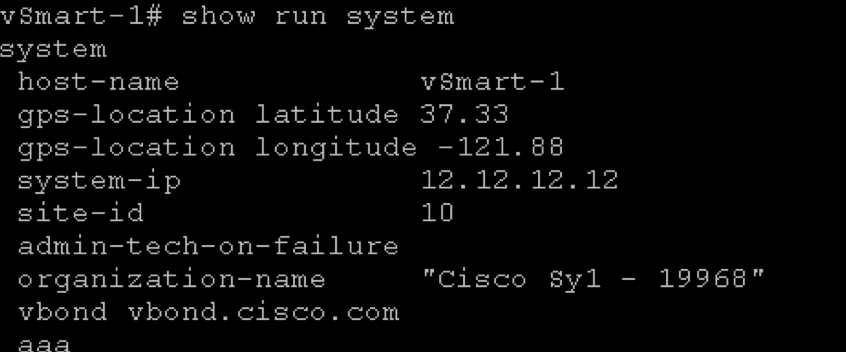 vSmart-1# show run system
system
host-name vSmart-1
gps-location latitude 37.33
gps-location longitude -121.88
system-ip 12.12.12.12
site-id 10
admin-tech-on-failure
organization-name "Cisco Sy1 - 19968"
vbond vbond.cisco.com
aaa